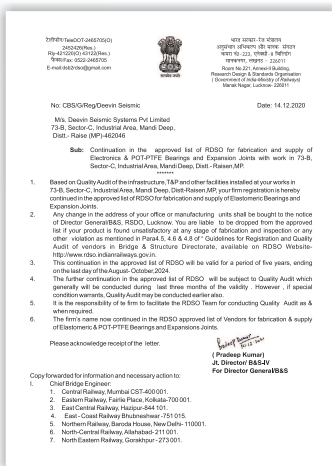 टेलीफोन/TeleDOT-2465705(O)
2452426(Res.)
Rly-421220(O) 43122(Res.)
फैक्स/Fax: 0522-2465705
E-mail:dsb2rdso@gmail.com
भारत सरकार-रेल मंत्रालय
अनुसंधान अभिकल्प और मानक संगठन
मानकनगर, लखनऊ - 226011
Room No.221, Annexe-II Building,
Research Design & Standards Organisation
( Government of India-Ministry of Railways)
Manak Nagar, Lucknow- 226011
No: CBS/G/Reg/Deevin Seismic
Date: 14.12.2020
M/s. Deevin Seismic Systems Pvt Limited
73-B, Sector-C, Industrial Area, Mandi Deep,
Distt. - Raise (MP)-462046
Sub: Continuation in the approved list of RDSO for fabrication and supply of
Electronics & POT-PTFE Bearings and Expansion Joints with work in 73-B,
Sector-C, Industrial Area, Mandi Deep, Distt. - Raisen,MP.
*******
1. Based on Quality Audit of the infrastructure, T&P and other facilities installed at your works in
73-B, Sector-C, Industrial Area, Mandi Deep, Distt-Raisen,MP, your firm registration is hereby
continued in the approved list of RDSO for fabrication and supply of Elastomeric Bearings and
Expansion Joints.
2. Any change in the address of your office or manufacturing units shall be bought to the notice
of Director General/B&S, RSDO, Lucknow. You are liable to be dropped from the approved
list if your product is found unsatisfactory at any stage of fabrication and inspection or any
other violation as mentioned in Para4.5, 4.6 & 4.8 of " Guidelines for Registration and Quality
Audit of vendors in Bridge & Structure Directorate, available on RDSO Website-
http://www.rdso.indianrailways.gov.in.
3. This continuation in the approved list of RDSO will be valid for a period of five years, ending
on the last day of the August- October,2024.
4. The further continuation in the approved list of RDSO will be subject to Quality Audit which
generally will be conducted during last three months of the validity . However , if special
condition warrants, Quality Audit may be conducted earlier also.
5. It is the responsibility of te firm to facilitate the RDSO Team for conducting Quality Audit as &
when required.
6. The firm's name now continued in the RDSO approved list of Vendors for fabrication & supply
of Elastomeric & POT-PTFE Bearings and Expansions Joints.
Please acknowledge receipt of the letter.
( Pradeep Kumar)
Jt. Director/ B&S-IV
For Director General/B&S
Copy forwarded for information and necessary action to:
I. Chief Bridge Engineer:
1. Central Railway, Mumbai CST-400 001.
2. Eastern Railway, Fairlie Place, Kolkata-700 001.
3. East Central Railway, Hazipur-844 101.
4. East - Coast Railway Bhubneshwar -751 015.
5. Northern Railway, Baroda House, New Delhi- 110001.
6. North-Central Railway, Allahabad- 211 001.
7. North Eastern Railway, Gorakhpur - 273 001.